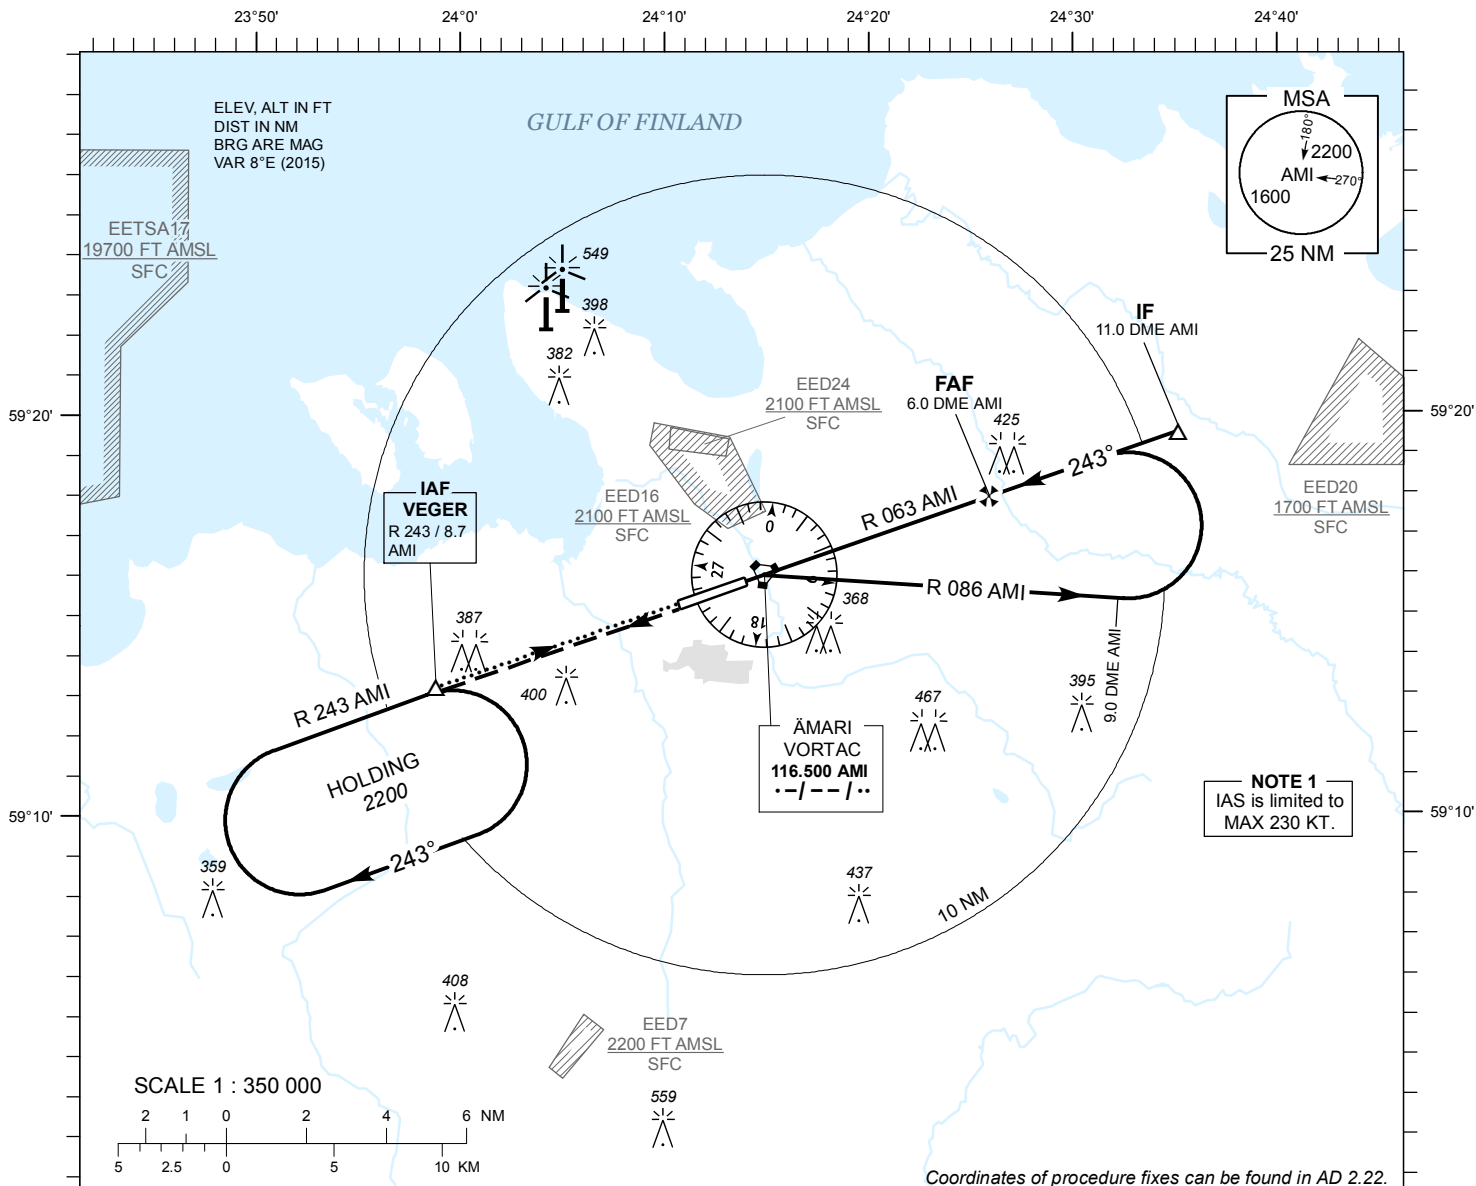 23°50' 24°0' 24°10' 24°20' 24°30' 24°40'
ELEV, ALT IN FT
DIST IN NM
BRG ARE MAG
VAR 8°E (2015)
GULF OF FINLAND
MSA
180°
2200
AMI
270°
1600
25 NM
EETSA17
19700 FT AMSL
SFC
549
398
382
IF
11.0 DME AMI
FAF
6.0 DME AMI
425
EED24
2100 FT AMSL
SFC
59°20'
59°20'
243°
IAF
VEGER
R 243 / 8.7
AMI
EED16
2100 FT AMSL
SFC
R 063 AMI
EED20
1700 FT AMSL
SFC
0
27
9
18
R 086 AMI
368
387
400
R 243 AMI
9.0 DME AMI
395
467
HOLDING
2200
ÄMARI
VORTAC
116.500 AMI
NOTE 1
IAS is limited to
MAX 230 KT.
59°10'
59°10'
243°
359
437
10 NM
408
EED7
2200 FT AMSL
SFC
559
SCALE 1 : 350 000
2 1 0 2 4 6 NM
5 2.5 0 5 10 KM
Coordinates of procedure fixes can be found in AD 2.22.